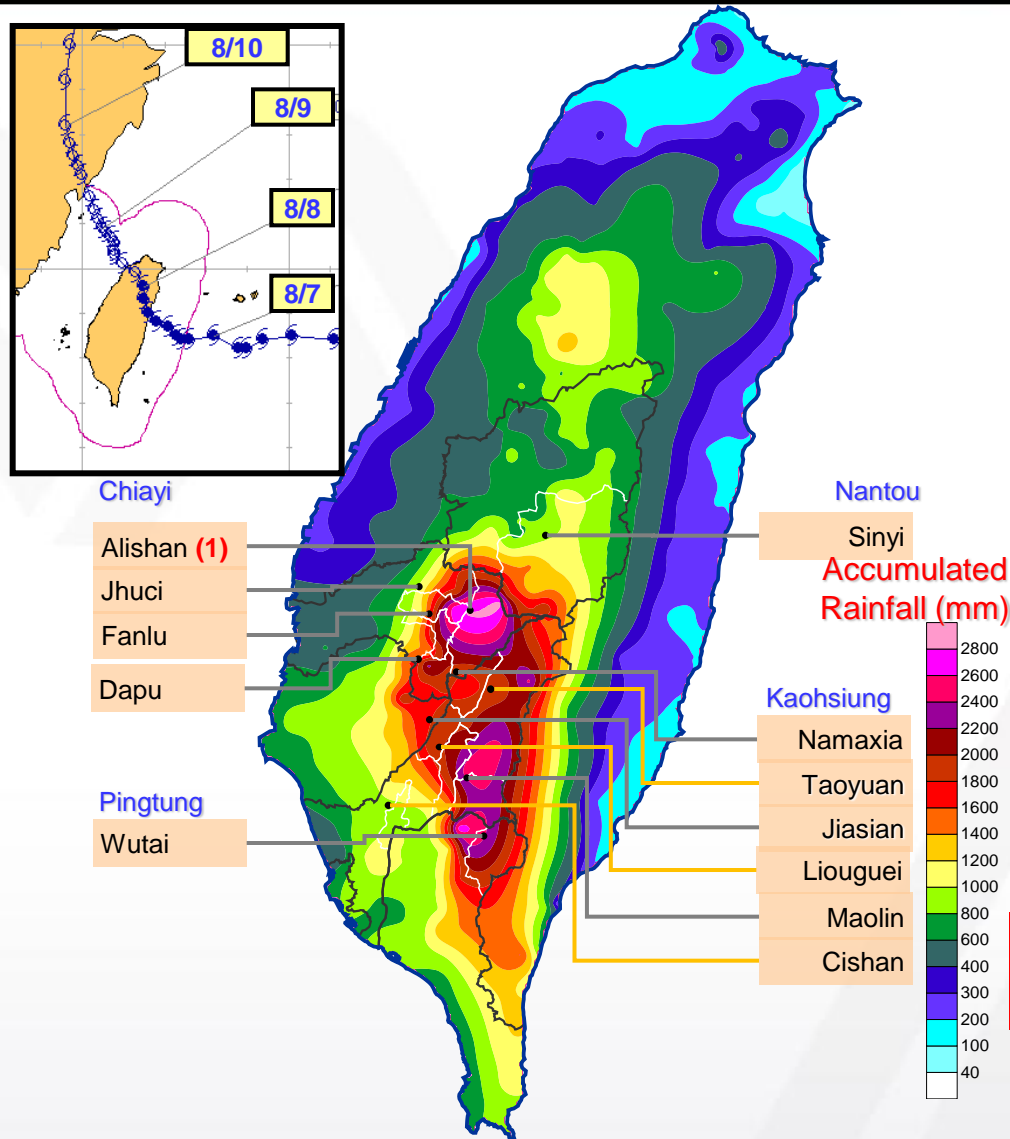 8/10
8/9
8/8
8/7
Chiayi
Alishan (1)
Jhuci
Fanlu
Dapu
Pingtung
Wutai
Nantou
Sinyi
Accumulated
Rainfall (mm)
2800
2600
2400
2200
2000
1800
1600
1400
1200
1000
800
600
400
300
200
100
40
Kaohsiung
Namaxia
Taoyuan
Jiasian
Liouguei
Maolin
Cishan